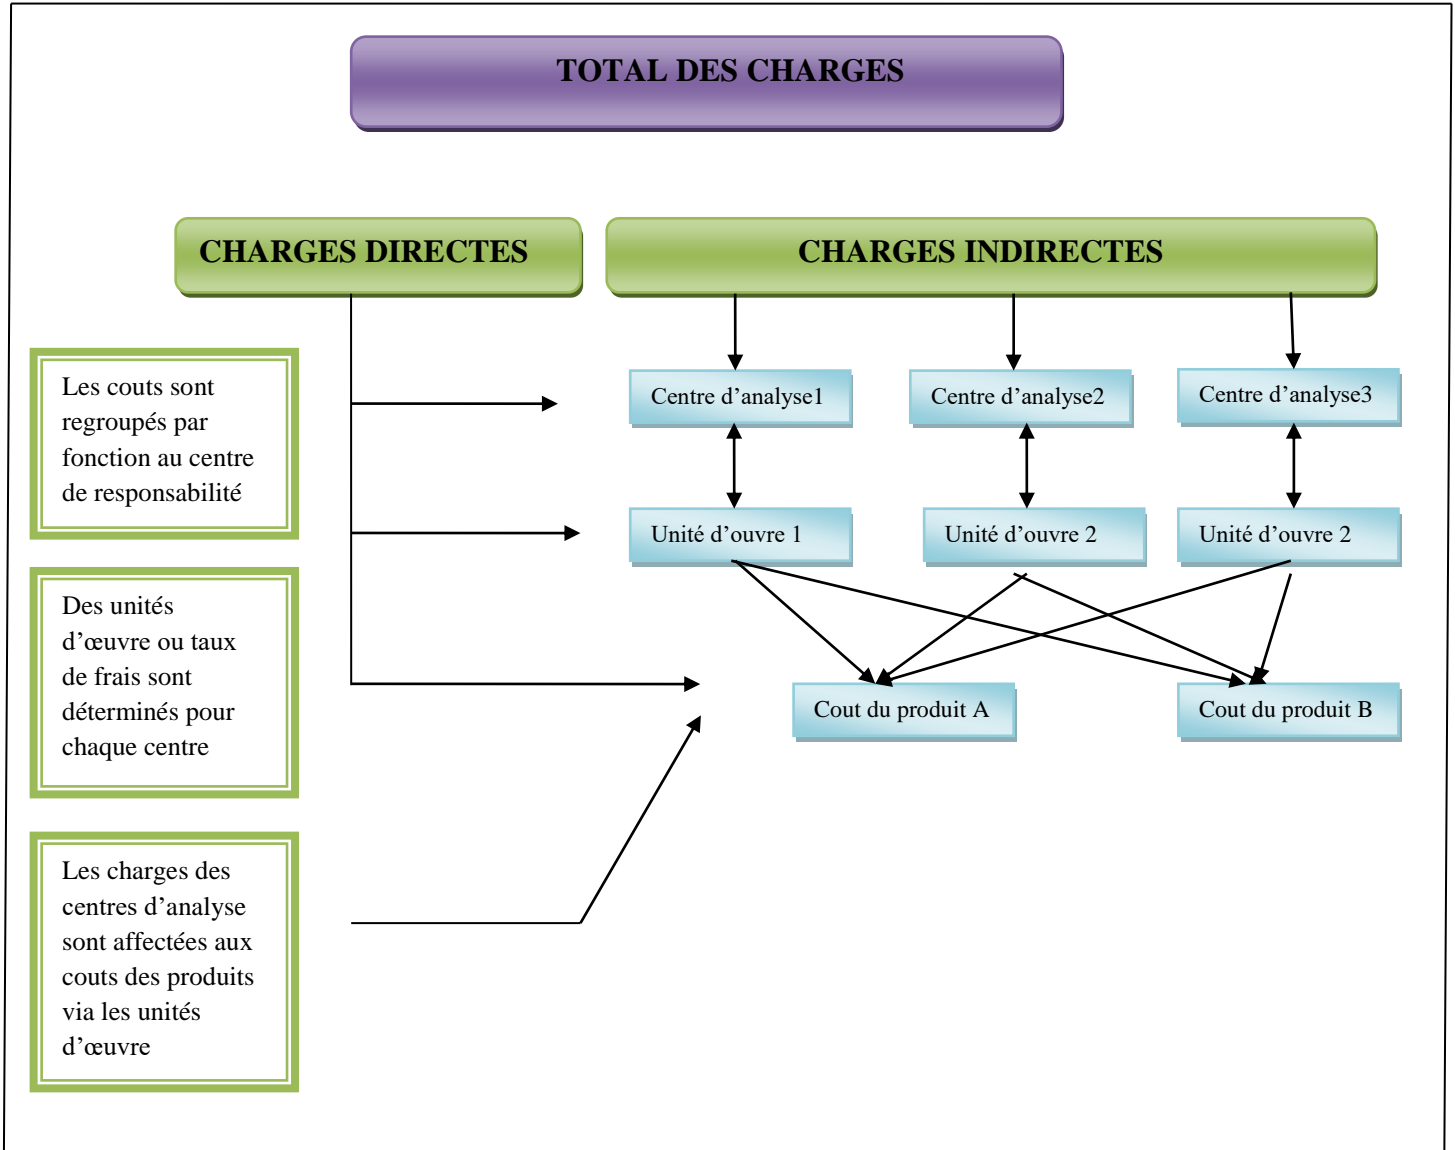 TOTAL DES CHARGES
CHARGES DIRECTES
CHARGES INDIRECTES
Les couts sont
regroupés par
fonction au centre
de responsabilité
Centre d’analyse1
Centre d’analyse2
Centre d’analyse3
Unité d’ouvre 1
Unité d’ouvre 2
Unité d’ouvre 2
Des unités
d’œuvre ou taux
de frais sont
déterminés pour
chaque centre
Cout du produit A
Cout du produit B
Les charges des
centres d’analyse
sont affectées aux
couts des produits
via les unités
d’œuvre